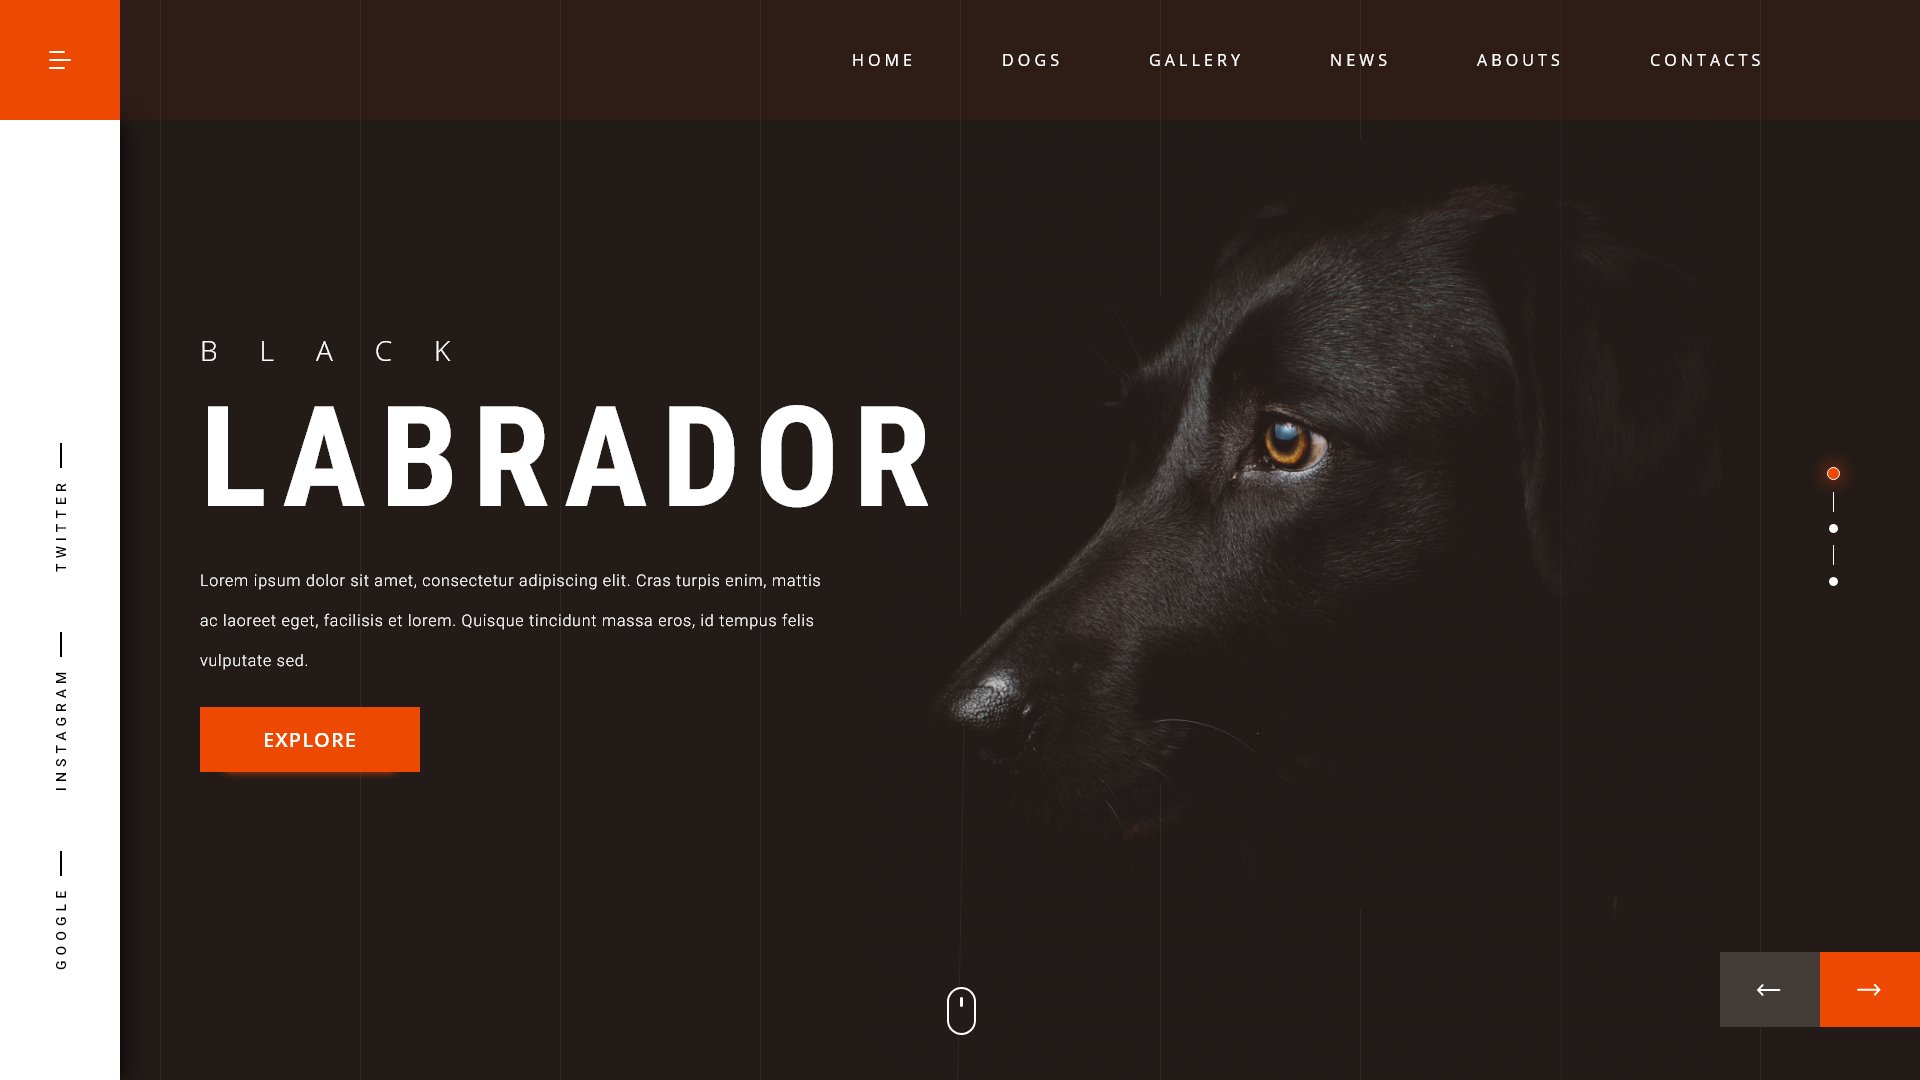 HOME DOGS GALLERY NEWS ABOUTS CONTACTS
BLACK
LABRADOR
Lorem ipsum dolor sit amet, consectetur adipiscing elit. Cras turpis enim, mattis
ac laoreet eget, facilisis et lorem. Quisque tincidunt massa eros, id tempus felis
vulputate sed.
EXPLORE
TWITTER
INSTAGRAM
GOOGLE